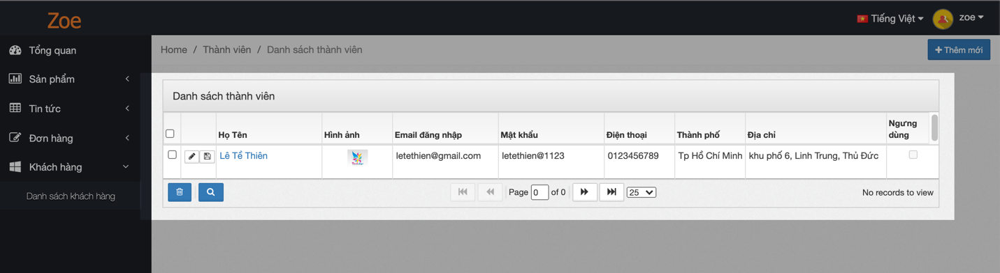 Zoe
Tiếng Việt
zoe
Tổng quan
Sản phẩm
Tin tức
Đơn hàng
Khách hàng
Danh sách khách hàng
Home / Thành viên / Danh sách thành viên
Thêm mới
Danh sách thành viên
Họ Tên Hình ảnh Email đăng nhập Mật khẩu Điện thoại Thành phố Địa chỉ Ngưng dùng
Lê Tề Thiên letethien@gmail.com letethien@1123 0123456789 Tp Hồ Chí Minh khu phố 6, Linh Trung, Thủ Đức
Page 0 of 0 25 No records to view